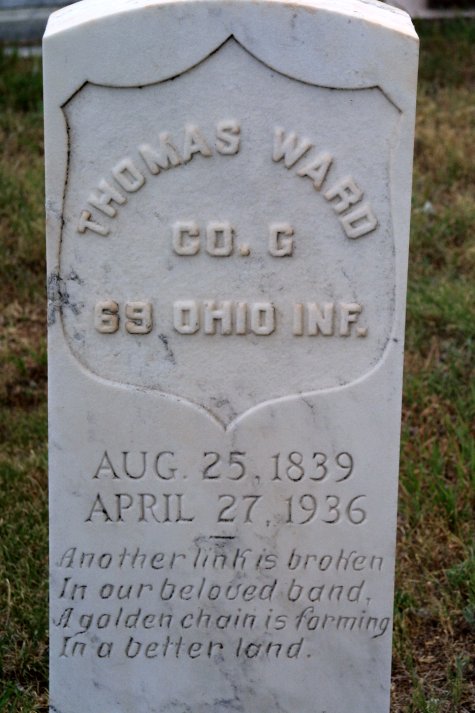 THOMAS WARD
CO. G
69 OHIO INF.
AUG. 25, 1839
APRIL 27, 1936
Another link is broken
In our beloved band,
A golden chain is forming
In a better land.